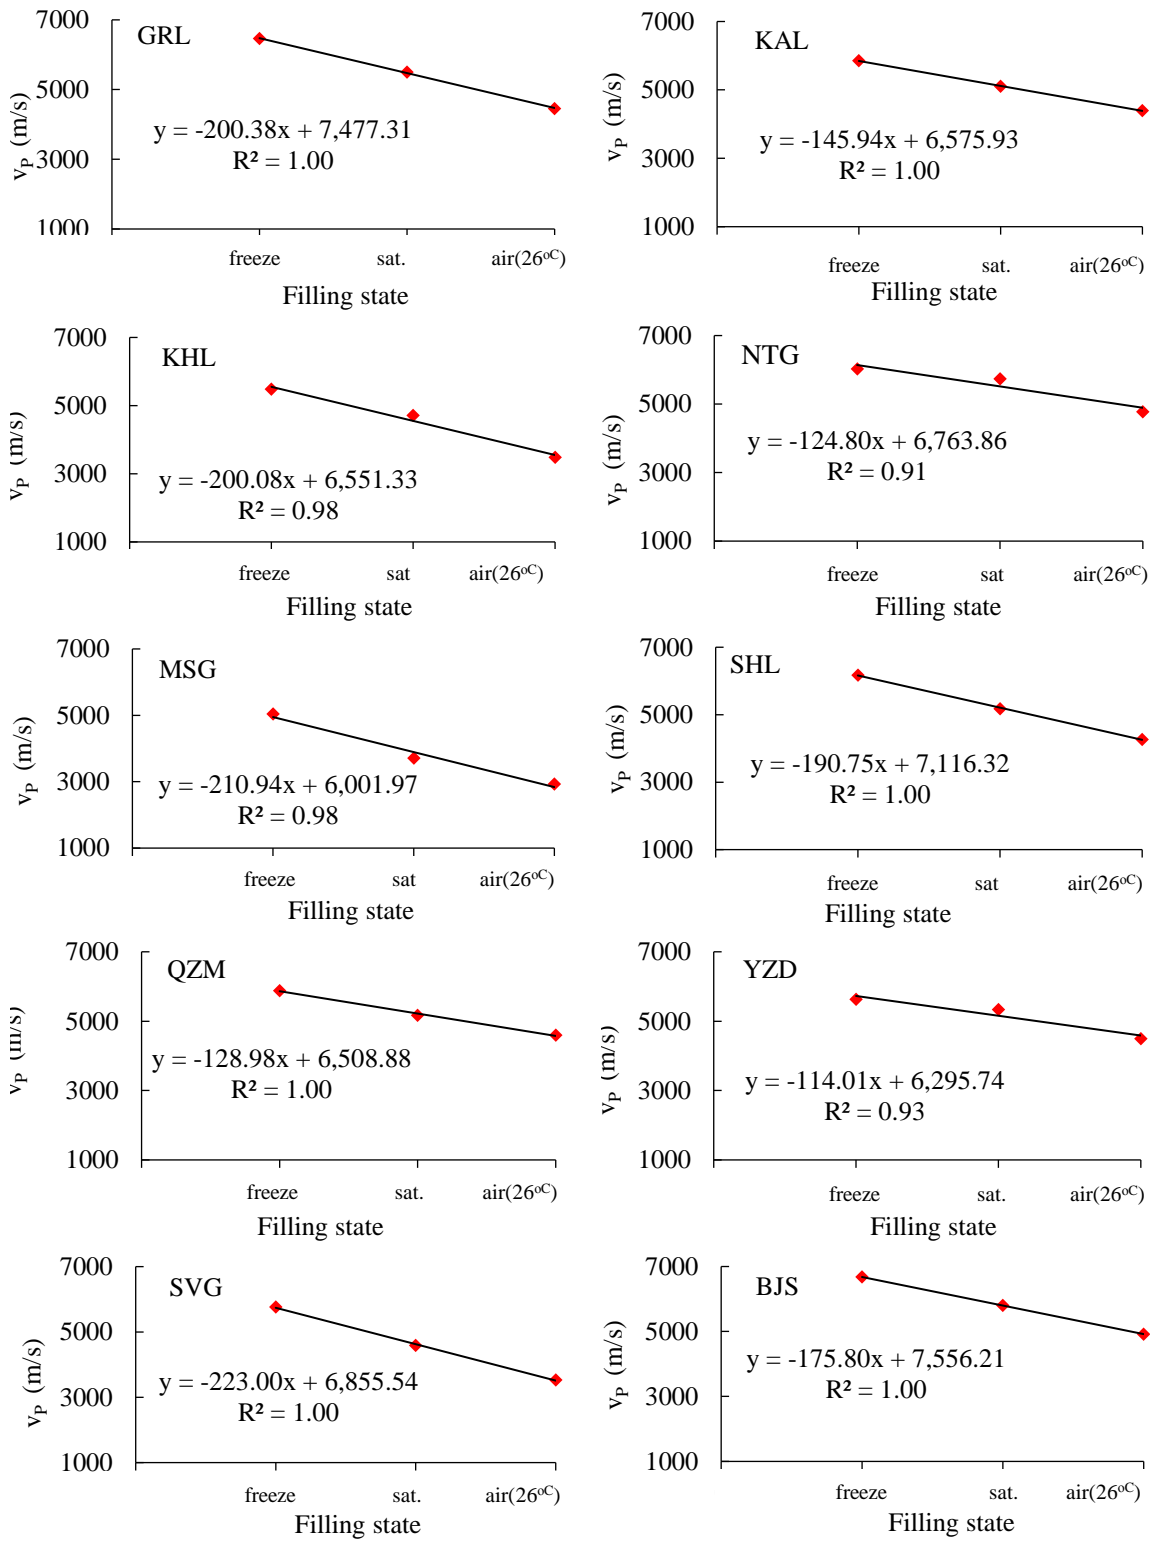 GRL
7000
5000
3000
1000
v_P (m/s)
y = -200.38x + 7,477.31
R² = 1.00
freeze sat. air(26ºC)
Filling state
KAL
7000
5000
3000
1000
v_P (m/s)
y = -145.94x + 6,575.93
R² = 1.00
freeze sat. air(26ºC)
Filling state
KHL
7000
5000
3000
1000
v_P (m/s)
y = -200.08x + 6,551.33
R² = 0.98
freeze sat air(26ºC)
Filling state
NTG
7000
5000
3000
1000
v_P (m/s)
y = -124.80x + 6,763.86
R² = 0.91
freeze sat air(26ºC)
Filling state
MSG
7000
5000
3000
1000
v_P (m/s)
y = -210.94x + 6,001.97
R² = 0.98
freeze sat air(26ºC)
Filling state
SHL
7000
5000
3000
1000
v_P (m/s)
y = -190.75x + 7,116.32
R² = 1.00
freeze sat air(26ºC)
Filling state
QZM
7000
5000
3000
1000
v_P (m/s)
y = -128.98x + 6,508.88
R² = 1.00
freeze sat. air(26ºC)
Filling state
YZD
7000
5000
3000
1000
v_P (m/s)
y = -114.01x + 6,295.74
R² = 0.93
freeze sat. air(26ºC)
Filling state
SVG
7000
5000
3000
1000
v_P (m/s)
y = -223.00x + 6,855.54
R² = 1.00
freeze sat. air(26ºC)
Filling state
BJS
7000
5000
3000
1000
v_P (m/s)
y = -175.80x + 7,556.21
R² = 1.00
freeze sat. air(26ºC)
Filling state